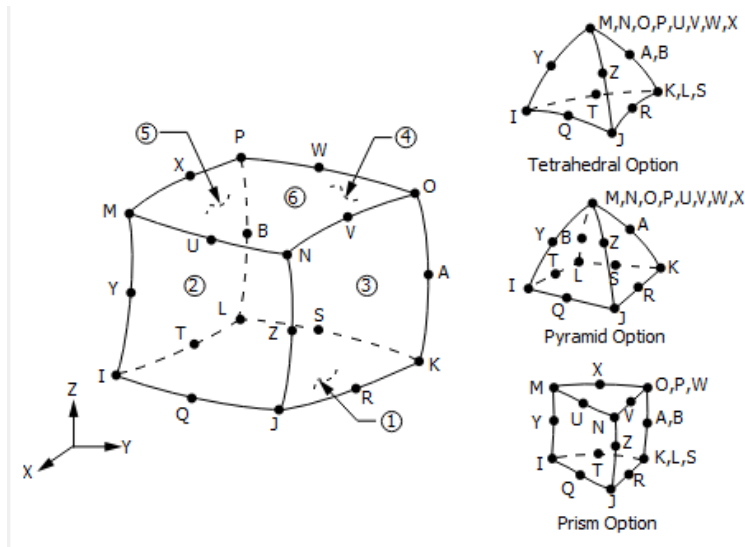 ⑤ P ④
W
X O
⑥
M B V
U N
② ③ A
Y
L Z S
T
I K
Q R
J ①
Z
Y
X
M,N,O,P,U,V,W,X
Y A,B
Z
K,L,S
T R
I Q
J
Tetrahedral Option
M,N,O,P,U,V,W,X
A
Y B Z
T S K
L
I R
Q J
Pyramid Option
X
M O,P,W
U V
Y N A,B
Z
I T K,L,S
Q R
J
Prism Option